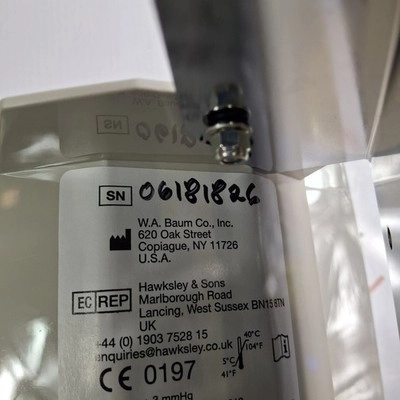 SN 06181826
W.A. Baum Co., Inc.
620 Oak Street
Copiague, NY 11726
U.S.A.
EC REP
Hawksley & Sons
Marlborough Road
Lancing, West Sussex BN15 8TN
UK
+44 (0) 1903 7528 15
enquiries@hawksley.co.uk
40°C
104°F
5°C
41°F
CE 0197
3 mmHg